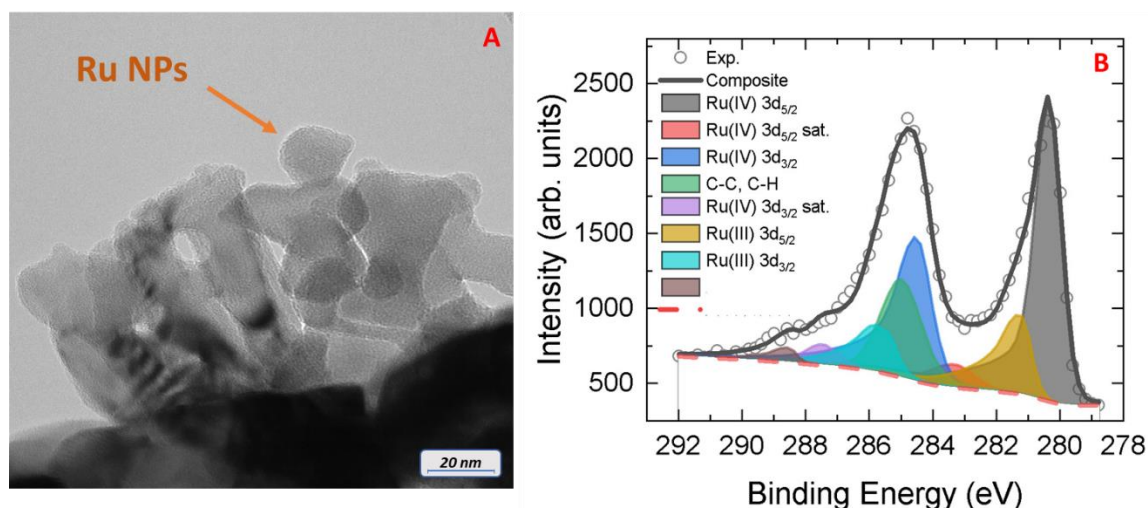 A
Ru NPs
20 nm
B
Exp.
Composite
Ru(IV) 3d5/2
Ru(IV) 3d5/2 sat.
Ru(IV) 3d3/2
C-C, C-H
Ru(IV) 3d3/2 sat.
Ru(III) 3d5/2
Ru(III) 3d3/2
Intensity (arb. units)
2500
2000
1500
1000
500
292 290 288 286 284 282 280 278
Binding Energy (eV)